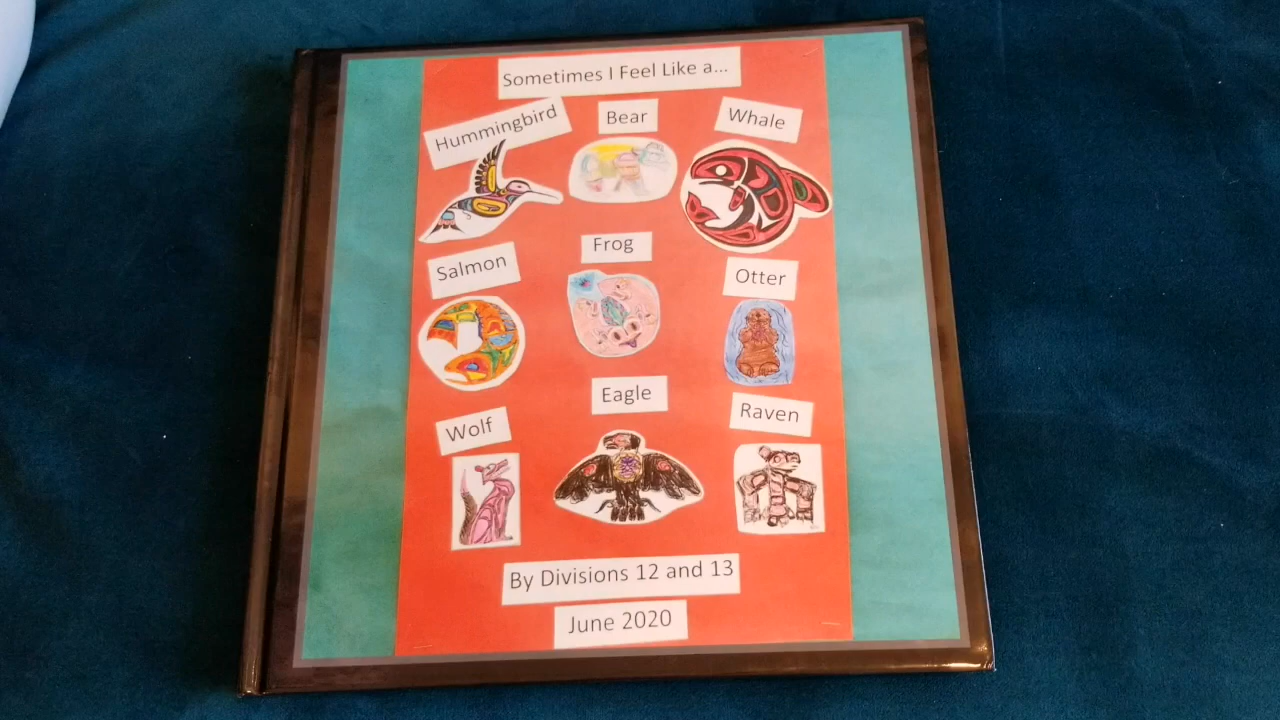 Sometimes I Feel Like a...
Hummingbird
Bear
Whale
Salmon
Frog
Otter
Wolf
Eagle
Raven
By Divisions 12 and 13
June 2020